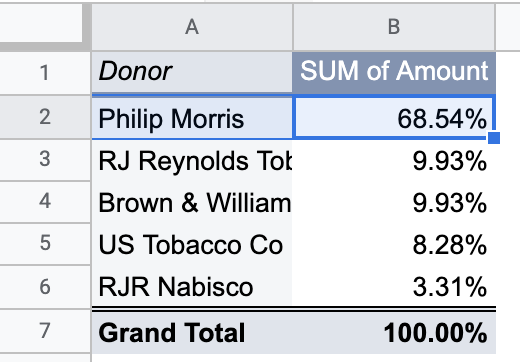 A B
1 Donor SUM of Amount
2 Philip Morris 68.54%
3 RJ Reynolds Tob 9.93%
4 Brown & William 9.93%
5 US Tobacco Co 8.28%
6 RJR Nabisco 3.31%
7 Grand Total 100.00%